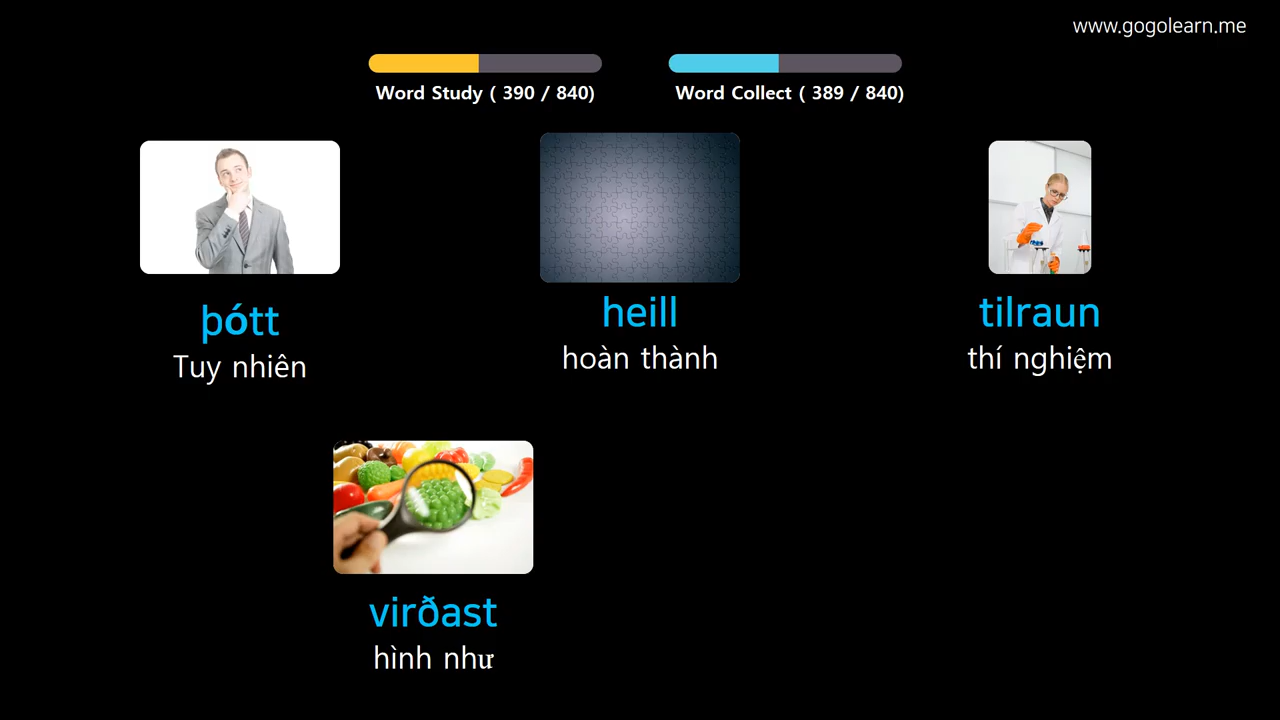 www.gogolearn.me
Word Study ( 390 / 840)
Word Collect ( 389 / 840)
þótt
Tuy nhiên
heill
hoàn thành
tilraun
thí nghiệm
virðast
hình như